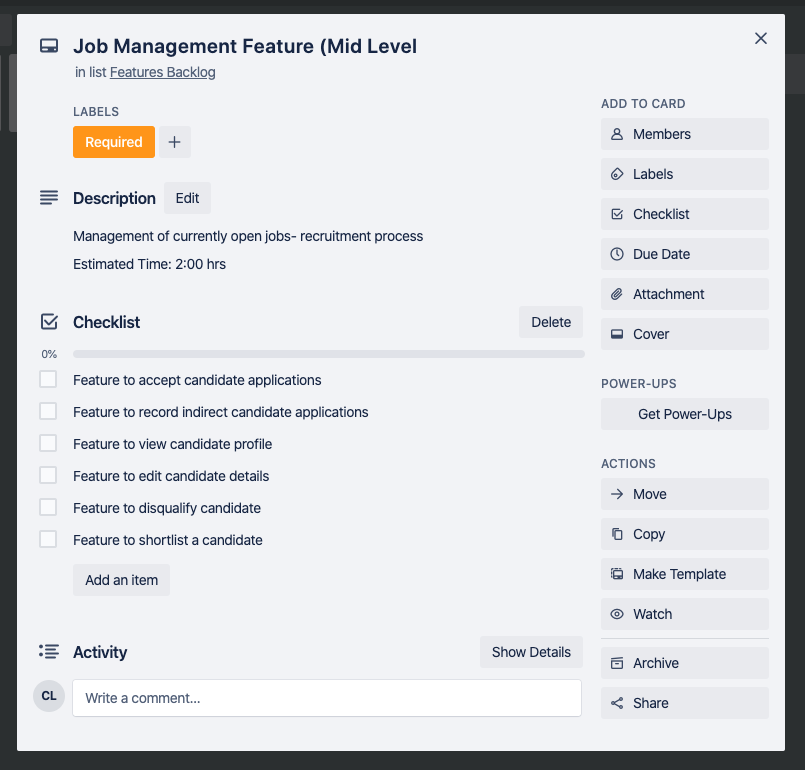 Job Management Feature (Mid Level
in list Features Backlog
LABELS
Required
Description
Edit
Management of currently open jobs- recruitment process
Estimated Time: 2:00 hrs
Checklist
Delete
0%
Feature to accept candidate applications
Feature to record indirect candidate applications
Feature to view candidate profile
Feature to edit candidate details
Feature to disqualify candidate
Feature to shortlist a candidate
Add an item
Activity
Show Details
CL
Write a comment...
ADD TO CARD
Members
Labels
Checklist
Due Date
Attachment
Cover
POWER-UPS
Get Power-Ups
ACTIONS
Move
Copy
Make Template
Watch
Archive
Share